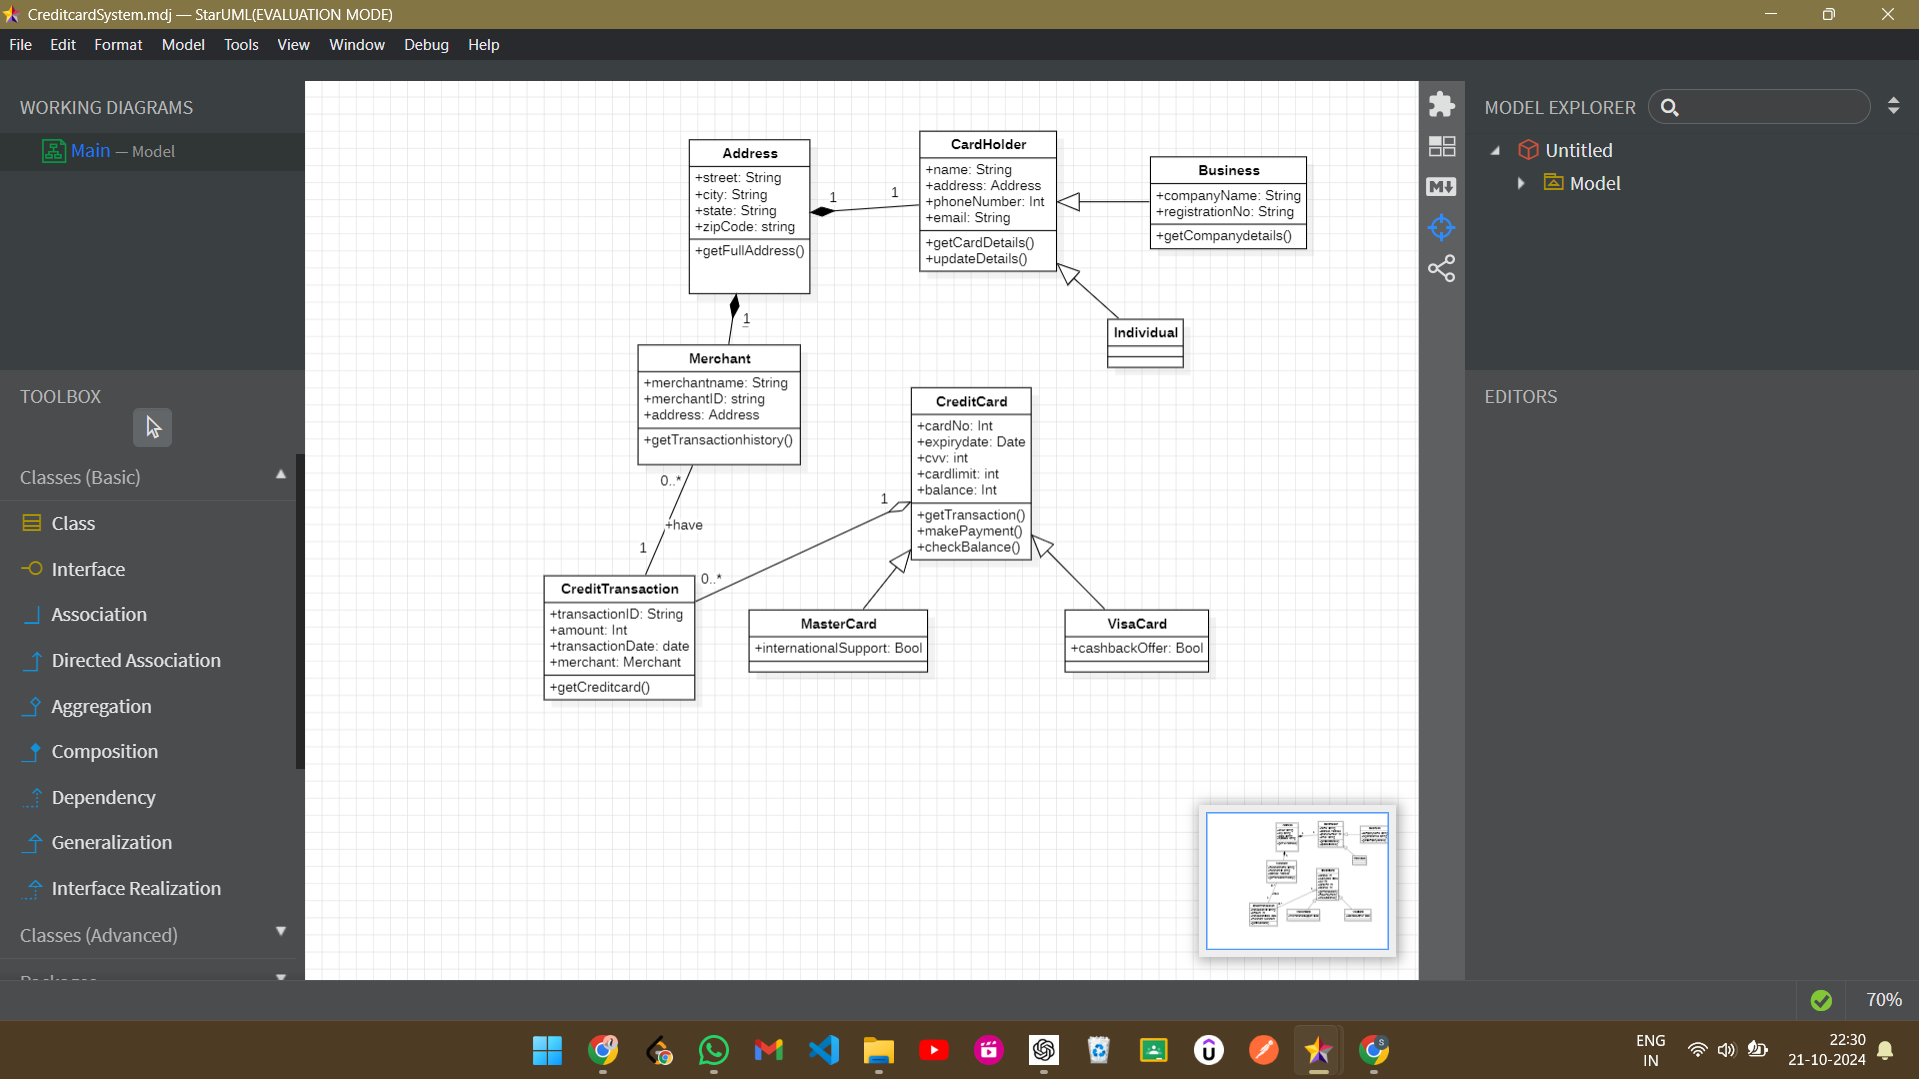 CreditcardSystem.mdj — StarUML(EVALUATION MODE)
File Edit Format Model Tools View Window Debug Help
WORKING DIAGRAMS
Main — Model
TOOLBOX
Classes (Basic)
Class
Interface
Association
Directed Association
Aggregation
Composition
Dependency
Generalization
Interface Realization
Classes (Advanced)
Address
+street: String
+city: String
+state: String
+zipCode: string
+getFullAddress()
1
1
CardHolder
+name: String
+address: Address
+phoneNumber: Int
+email: String
+getCardDetails()
+updateDetails()
Business
+companyName: String
+registrationNo: String
+getCompanydetails()
Individual
1
Merchant
+merchantname: String
+merchantID: string
+address: Address
+getTransactionhistory()
0..*
+have
1
CreditCard
+cardNo: Int
+expirydate: Date
+cvv: int
+cardlimit: int
+balance: Int
+getTransaction()
+makePayment()
+checkBalance()
1
0..*
CreditTransaction
+transactionID: String
+amount: Int
+transactionDate: date
+merchant: Merchant
+getCreditcard()
MasterCard
+internationalSupport: Bool
VisaCard
+cashbackOffer: Bool
M
MODEL EXPLORER
Untitled
Model
EDITORS
70%
S
ENG
IN
22:30
21-10-2024